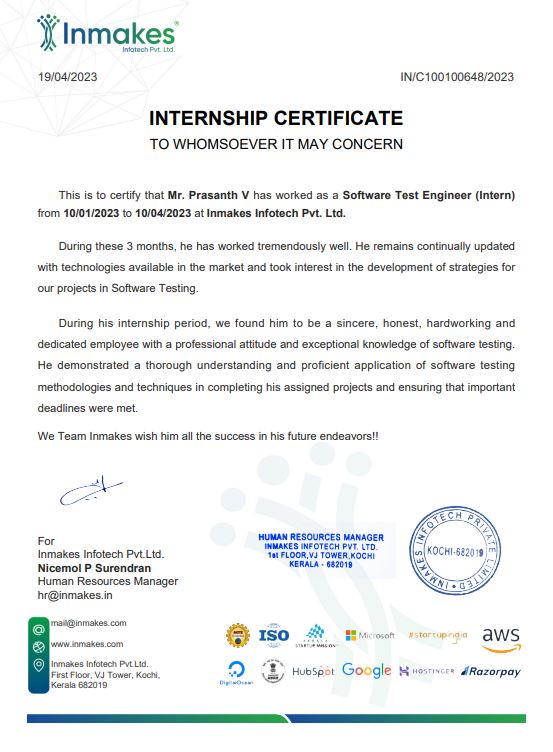 Inmakes®
Infotech Pvt. Ltd.
19/04/2023 IN/C100100648/2023
INTERNSHIP CERTIFICATE
TO WHOMSOEVER IT MAY CONCERN
This is to certify that Mr. Prasanth V has worked as a Software Test Engineer (Intern)
from 10/01/2023 to 10/04/2023 at Inmakes Infotech Pvt. Ltd.
During these 3 months, he has worked tremendously well. He remains continually updated
with technologies available in the market and took interest in the development of strategies for
our projects in Software Testing.
During his internship period, we found him to be a sincere, honest, hardworking and
dedicated employee with a professional attitude and exceptional knowledge of software testing.
He demonstrated a thorough understanding and proficient application of software testing
methodologies and techniques in completing his assigned projects and ensuring that important
deadlines were met.
We Team Inmakes wish him all the success in his future endeavors!!
For
Inmakes Infotech Pvt.Ltd.
Nicemol P Surendran
Human Resources Manager
hr@inmakes.in
HUMAN RESOURCES MANAGER
INMAKES INFOTECH PVT. LTD.
1st FLOOR,VJ TOWER,KOCHI
KERALA - 682019
INMAKES INFOTECH PRIVATE LIMITED
KOCHI-682019
mail@inmakes.com
www.inmakes.com
Inmakes Infotech Pvt.Ltd.
First Floor, VJ Tower, Kochi,
Kerala 682019
ISO
KERALA
STARTUP MISSION
Microsoft
#startupindia
aws
DigitalOcean
HubSpot
Google
HOSTINGER
Razorpay